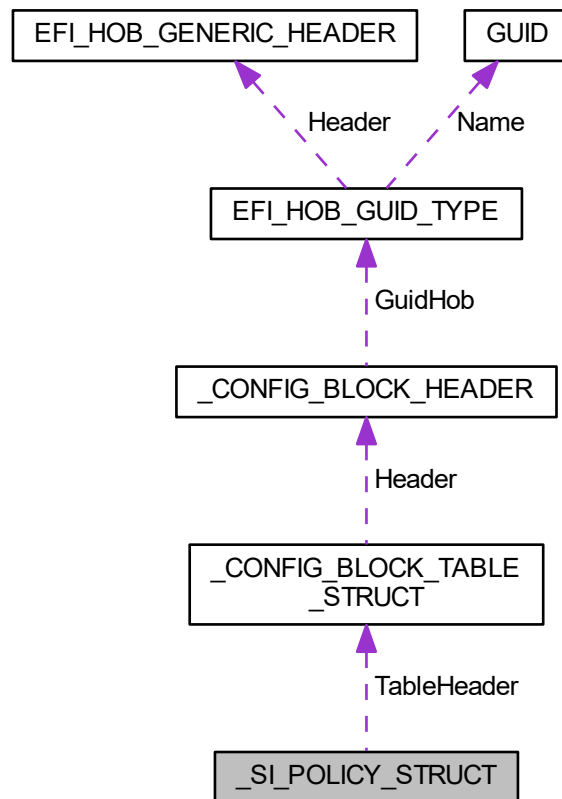 EFI_HOB_GENERIC_HEADER
GUID
Header
Name
EFI_HOB_GUID_TYPE
GuidHob
_CONFIG_BLOCK_HEADER
Header
_CONFIG_BLOCK_TABLE
_STRUCT
TableHeader
_SI_POLICY_STRUCT